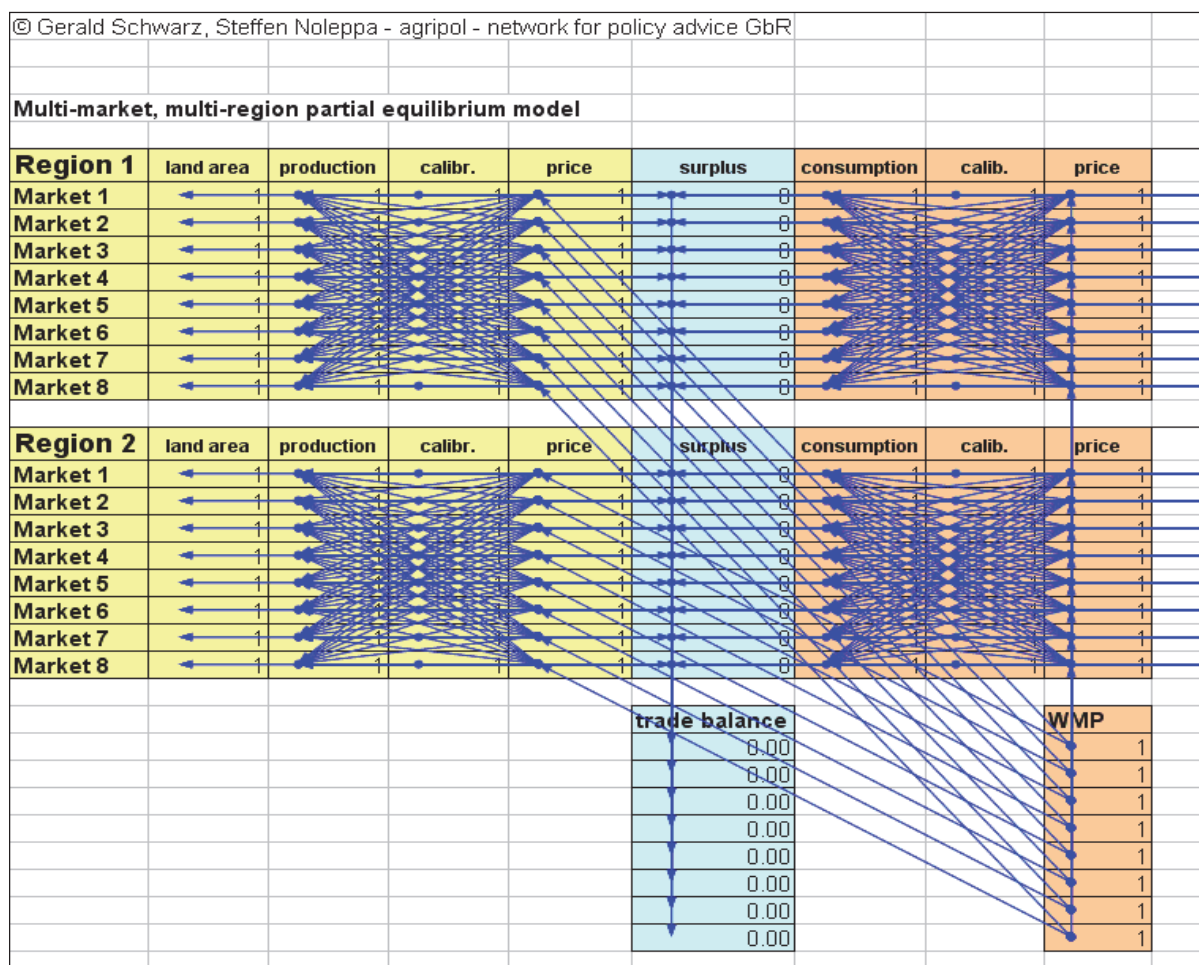 © Gerald Schwarz, Steffen Noleppa - agripol - network for policy advice GbR
Multi-market, multi-region partial equilibrium model
Region 1 land area production calibr. price surplus consumption calib. price
Market 1 1 1 1 1 0 1 1 1
Market 2 1 1 1 1 0 1 1 1
Market 3 1 1 1 1 0 1 1 1
Market 4 1 1 1 1 0 1 1 1
Market 5 1 1 1 1 0 1 1 1
Market 6 1 1 1 1 0 1 1 1
Market 7 1 1 1 1 0 1 1 1
Market 8 1 1 1 1 0 1 1 1
Region 2 land area production calibr. price surplus consumption calib. price
Market 1 1 1 1 1 0 1 1 1
Market 2 1 1 1 1 0 1 1 1
Market 3 1 1 1 1 0 1 1 1
Market 4 1 1 1 1 0 1 1 1
Market 5 1 1 1 1 0 1 1 1
Market 6 1 1 1 1 0 1 1 1
Market 7 1 1 1 1 0 1 1 1
Market 8 1 1 1 1 0 1 1 1
trade balance WMP
0.00 1
0.00 1
0.00 1
0.00 1
0.00 1
0.00 1
0.00 1
0.00 1